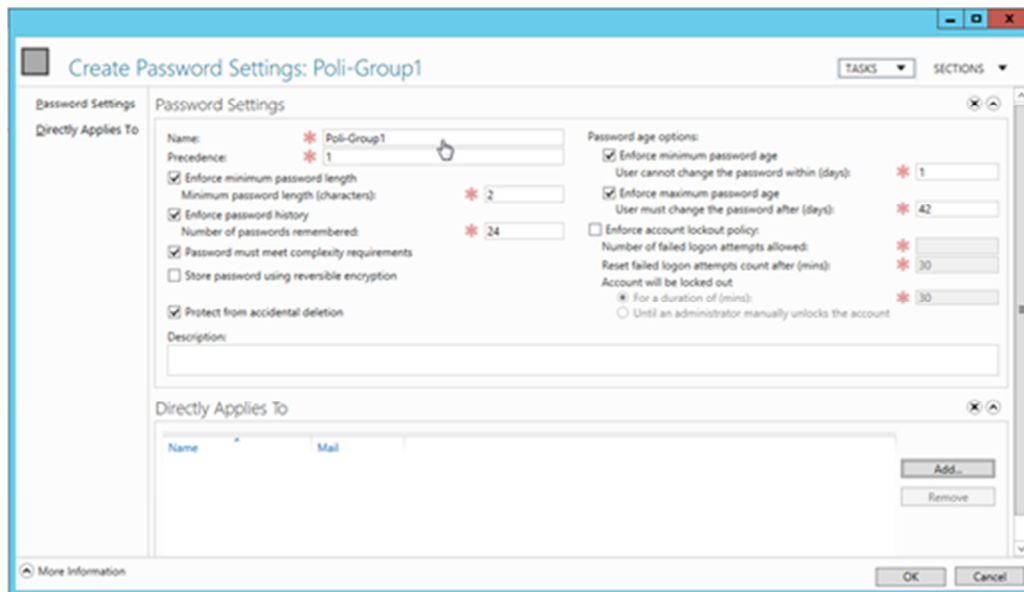 Create Password Settings: Poli-Group1
TASKS
SECTIONS
Password Settings
Directly Applies To
Password Settings
Name:
Poli-Group1
Precedence:
1
Enforce minimum password length
Minimum password length (characters):
2
Enforce password history
Number of passwords remembered:
24
Password must meet complexity requirements
Store password using reversible encryption
Protect from accidental deletion
Password age options:
Enforce minimum password age
User cannot change the password within (days):
1
Enforce maximum password age
User must change the password after (days):
42
Enforce account lockout policy:
Number of failed logon attempts allowed:
Reset failed logon attempts count after (mins):
30
Account will be locked out
For a duration of (mins):
30
Until an administrator manually unlocks the account
Description:
Directly Applies To
Name
Mail
Add...
Remove
More Information
OK
Cancel